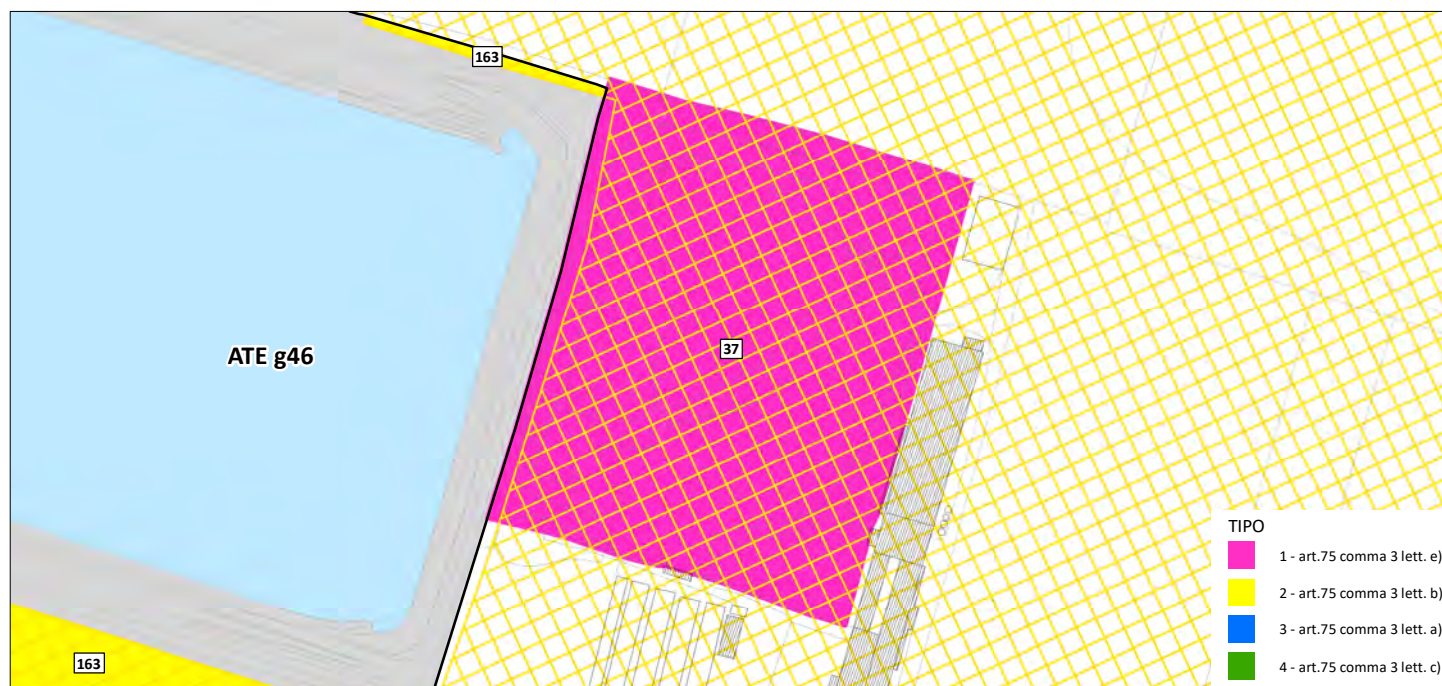 163
37
ATE g46
163
TIPO
1 - art.75 comma 3 lett. e)
2 - art.75 comma 3 lett. b)
3 - art.75 comma 3 lett. a)
4 - art.75 comma 3 lett. c)